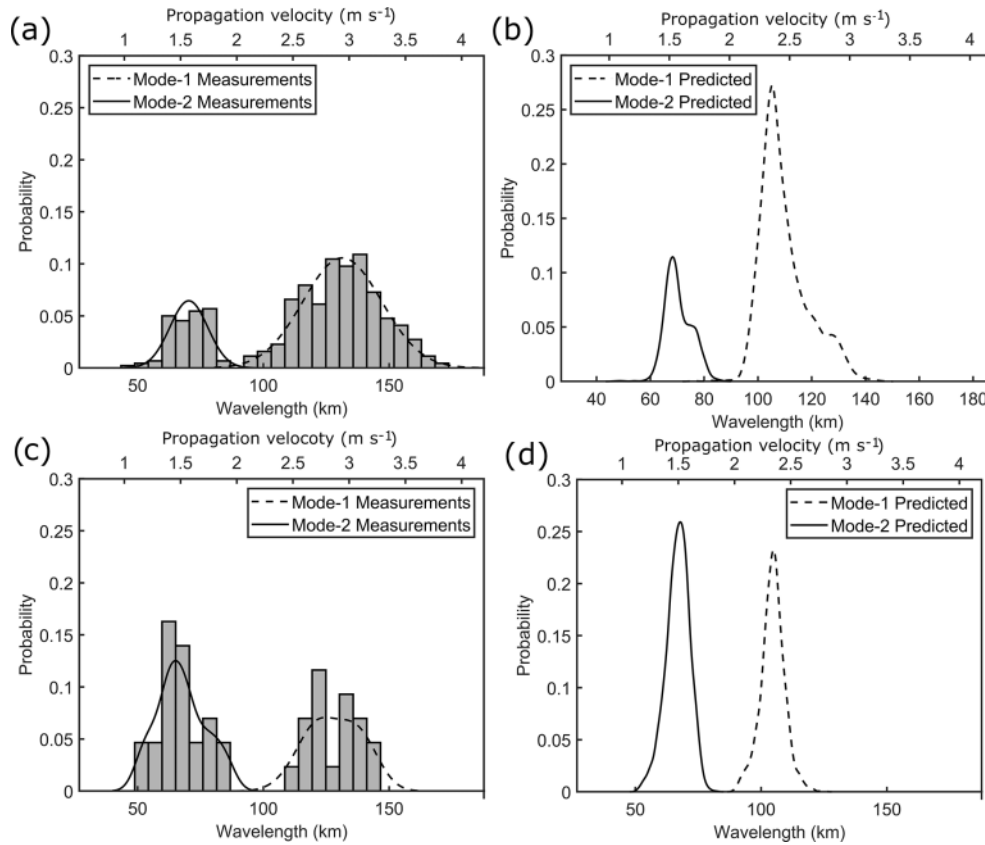 (a)
Propagation velocity (m s-1)
1 1.5 2 2.5 3 3.5 4
0.3
0.25
0.2
0.15
0.1
0.05
0
Probability
Mode-1 Measurements
Mode-2 Measurements
50 100 150
Wavelength (km)
(b)
Propagation velocity (m s-1)
1 1.5 2 2.5 3 3.5 4
0.3
0.25
0.2
0.15
0.1
0.05
0
Probability
Mode-1 Predicted
Mode-2 Predicted
40 60 80 100 120 140 160 180
Wavelength (km)
(c)
Propagation velocoty (m s-1)
1 1.5 2 2.5 3 3.5 4
0.3
0.25
0.2
0.15
0.1
0.05
0
Probability
Mode-1 Measurements
Mode-2 Measurements
50 100 150
Wavelength (km)
(d)
Propagation velocity (m s-1)
1 1.5 2 2.5 3 3.5 4
0.3
0.25
0.2
0.15
0.1
0.05
0
Probability
Mode-1 Predicted
Mode-2 Predicted
50 100 150
Wavelength (km)